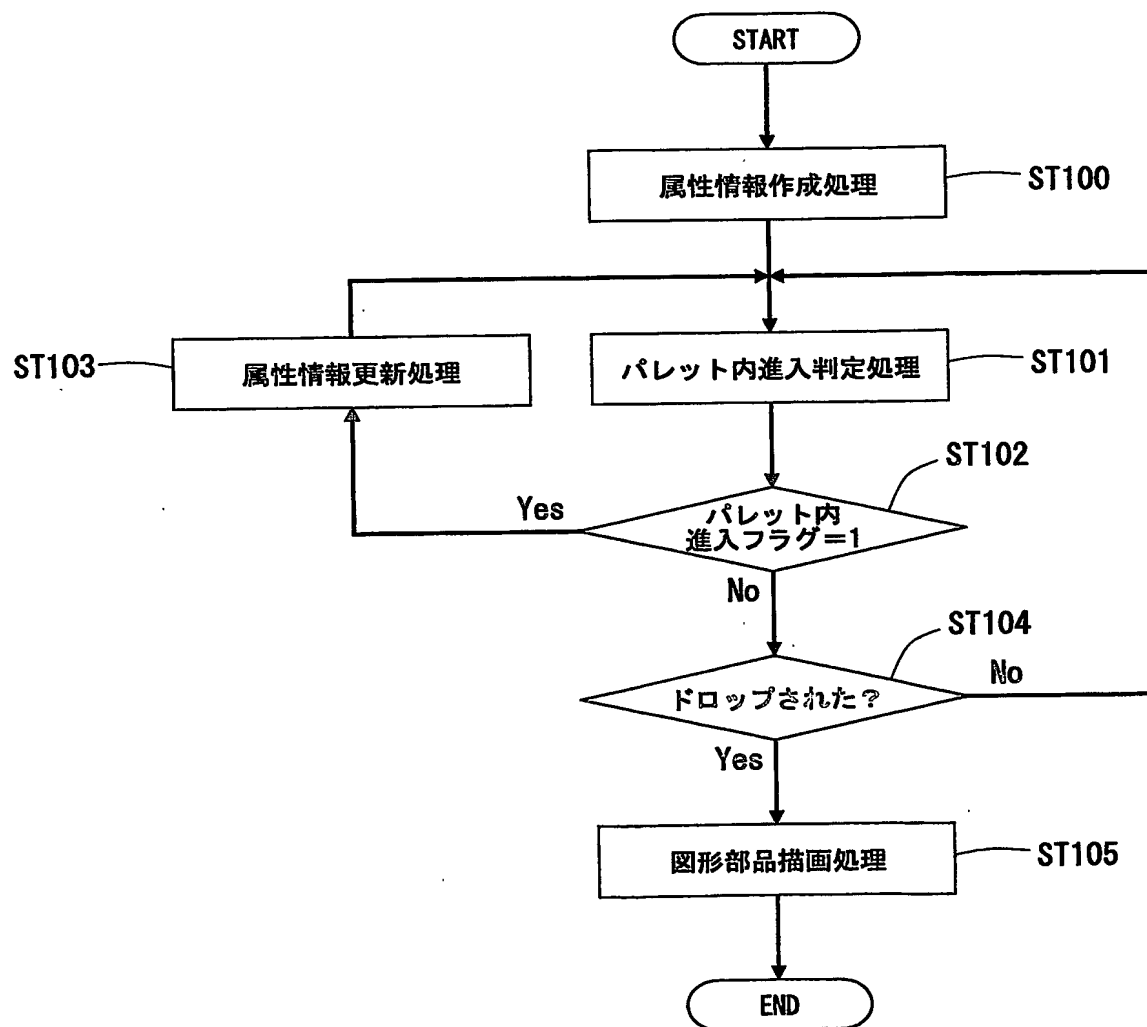 START
属性情報作成処理
ST100
ST103
属性情報更新処理
パレット内進入判定処理
ST101
ST102
Yes
パレット内
進入フラグ=1
No
ST104
ドロップされた?
No
Yes
図形部品描画処理
ST105
END